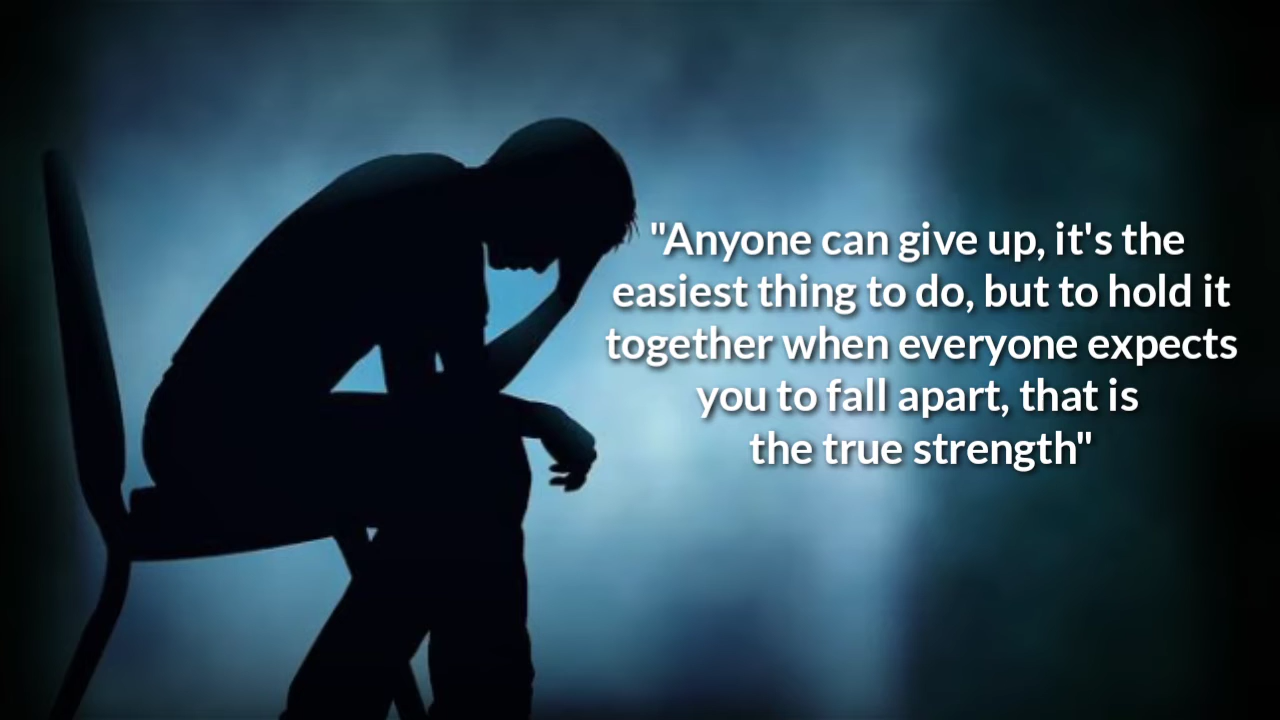 "Anyone can give up, it's the
easiest thing to do, but to hold it
together when everyone expects
you to fall apart, that is
the true strength"